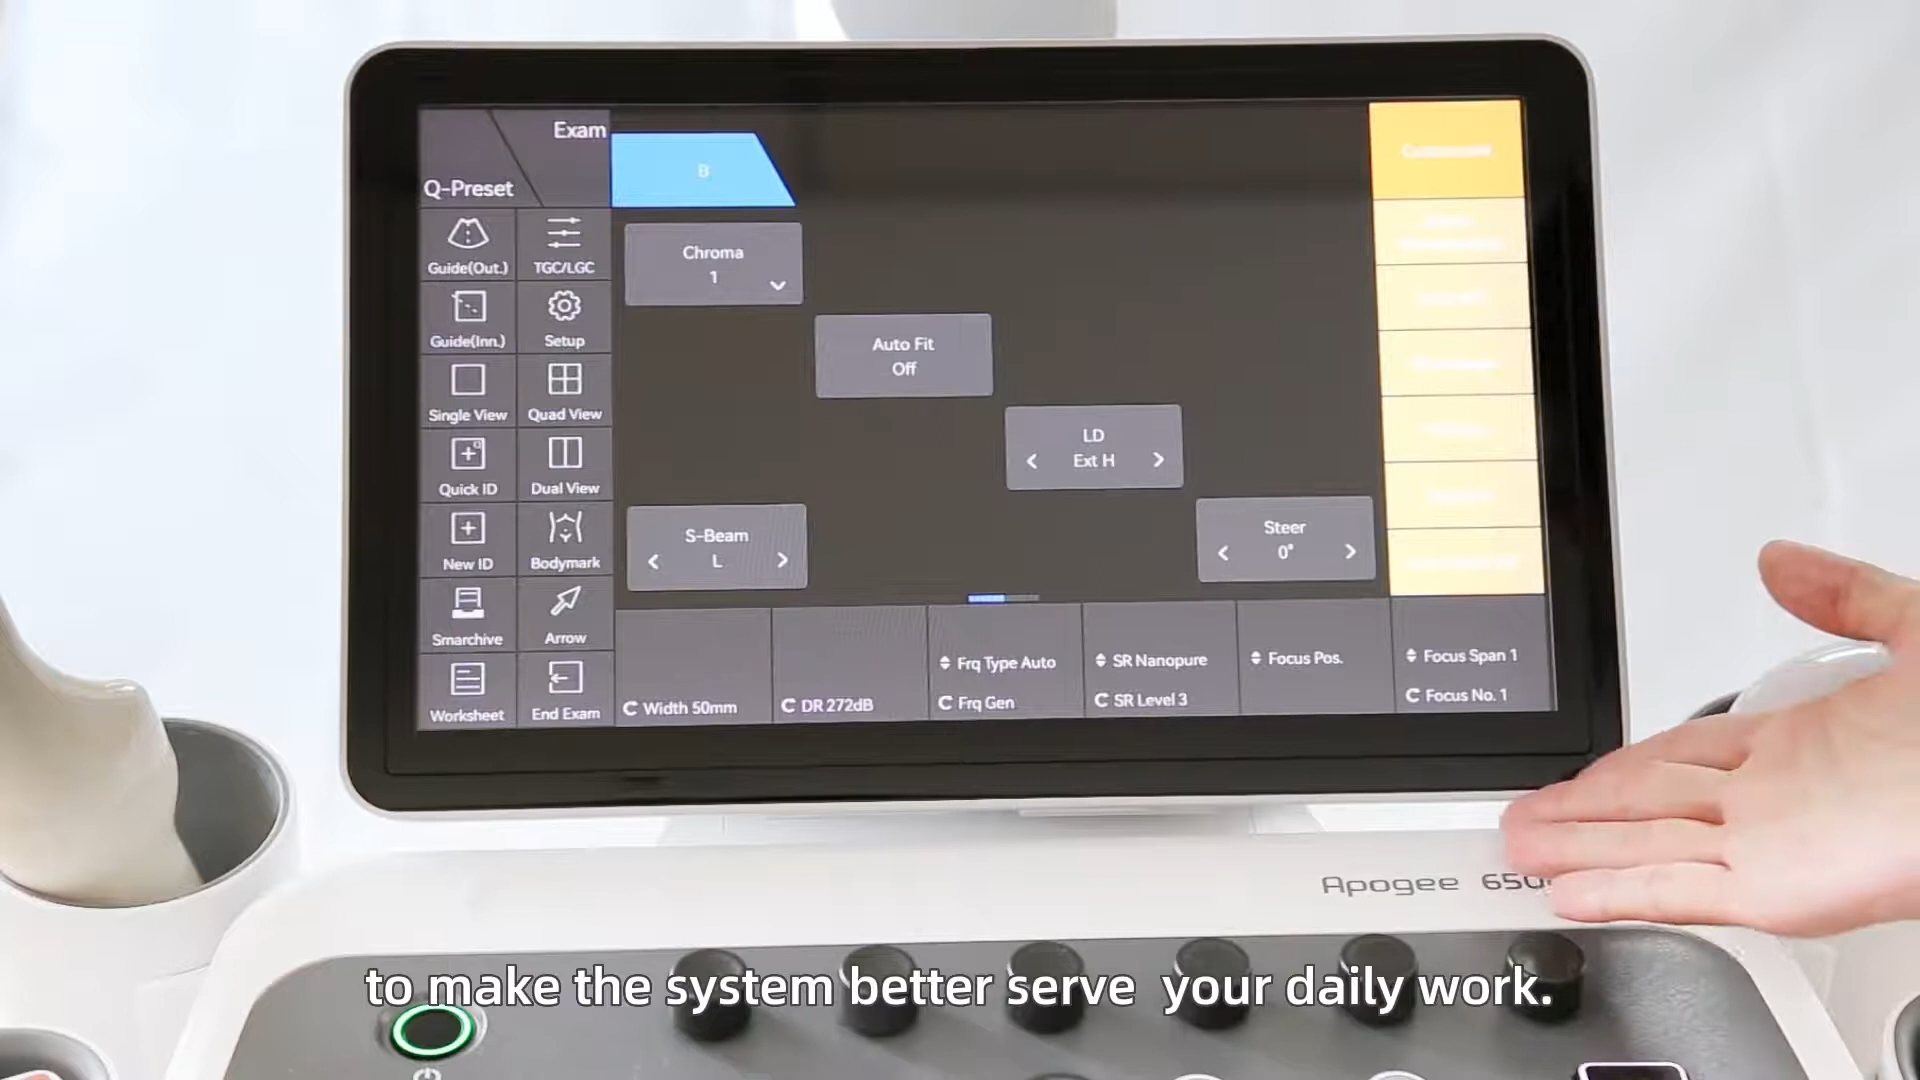 Exam
Q-Preset
B
Guide(Out.)
TGC/LGC
Guide(Inn.)
Setup
Single View
Quad View
Quick ID
Dual View
New ID
Bodymark
Smarchive
Arrow
Worksheet
End Exam
Chroma
1
Auto Fit
Off
LD
Ext H
S-Beam
L
Steer
0°
Width 50mm
DR 272dB
Frq Type Auto
Frq Gen
SR Nanopure
SR Level 3
Focus Pos.
Focus Span 1
Focus No. 1
Apogee
to make the system better serve your daily work.